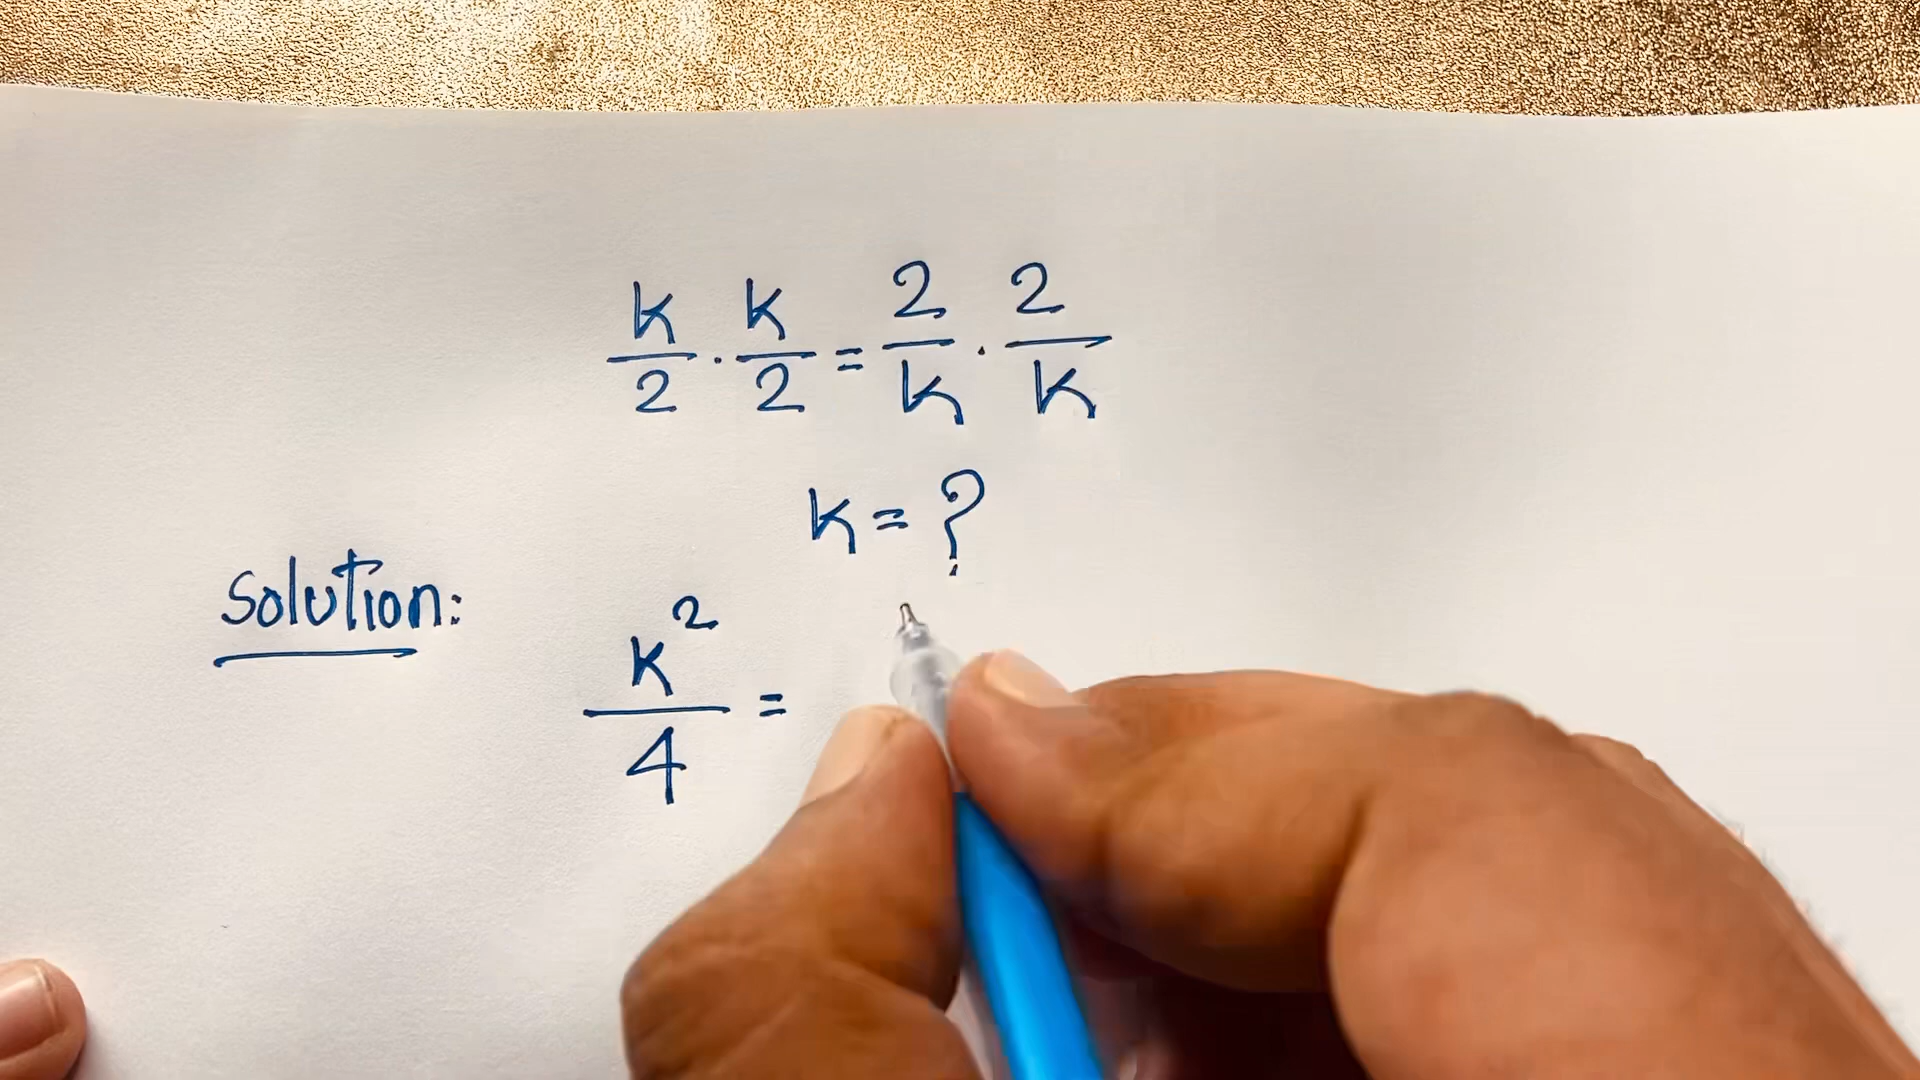 k/2 · k/2 = 2/k · 2/k
k = ?
Solution:
k²/4 =